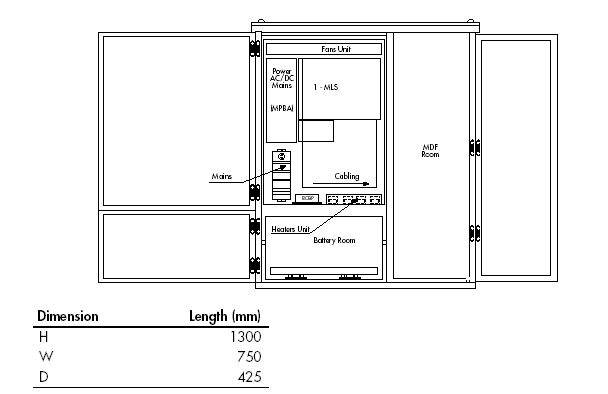 Fans Unit
Power
AC/DC
Mains
(MPBA)
1 - MLS
MDF
Room
Mains
Cabling
Heaters Unit
Battery Room
Dimension Length (mm)
H 1300
W 750
D 425